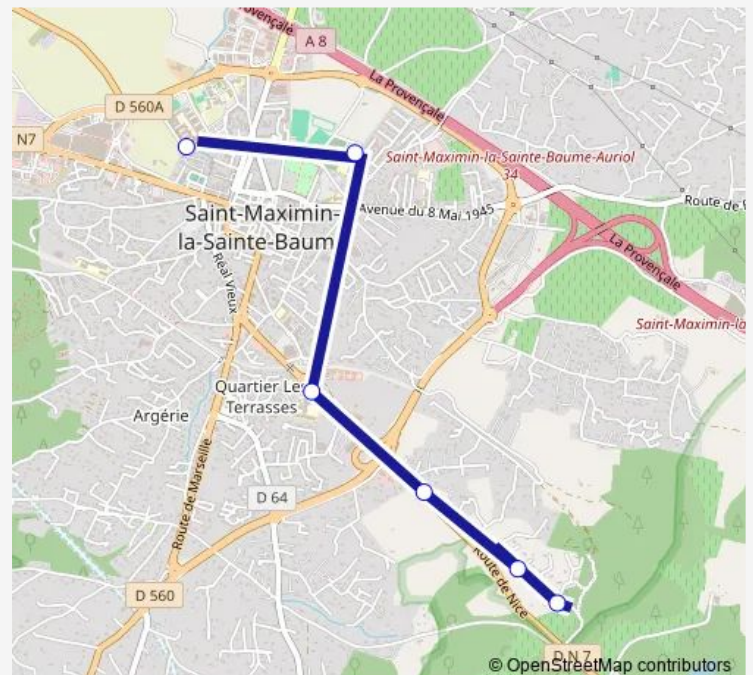 ovençale
A 8
La Provençale
D 560A
N7
Saint-Maximin-la-Sainte-Baume-Auriol
34
Route de
Saint-Maximin-
la-Sainte-Baum
Avenue du 8 Mai 1945
La Provençale
Réal Vieux
Saint-Maximin-la
Quartier Les
Terrasses
Argérie
Route de Marseille
D 64
Route de Nice
D 560
D N 7
© OpenStreetMap contributors